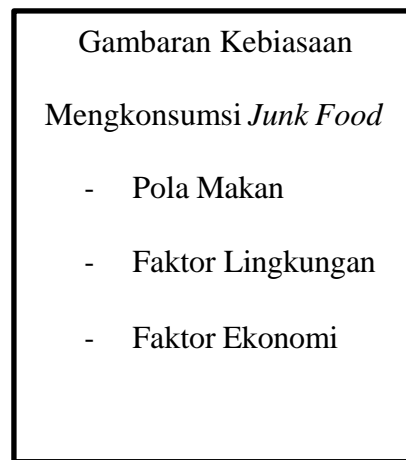 Gambaran Kebiasaan
Mengkonsumsi Junk Food
- Pola Makan
- Faktor Lingkungan
- Faktor Ekonomi